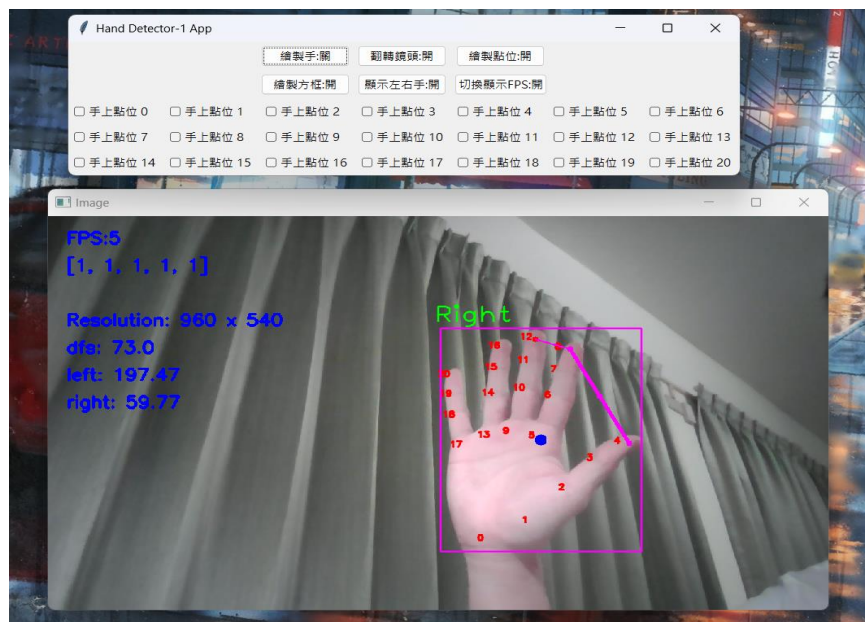 Hand Detector-1 App
繪製手:關 翻轉鏡頭:開 繪製點位:開
繪製方框:開 顯示左右手:開 切換顯示FPS:開
手上點位 0 手上點位 1 手上點位 2 手上點位 3 手上點位 4 手上點位 5 手上點位 6
手上點位 7 手上點位 8 手上點位 9 手上點位 10 手上點位 11 手上點位 12 手上點位 13
手上點位 14 手上點位 15 手上點位 16 手上點位 17 手上點位 18 手上點位 19 手上點位 20
Image
FPS:5
[1, 1, 1, 1, 1]
Resolution: 960 x 540
dfs: 73.0
left: 197.47
right: 59.77
Right
12
16
11
15
7
20
10
14
6
19
18
17
13
9
5
4
3
2
1
0